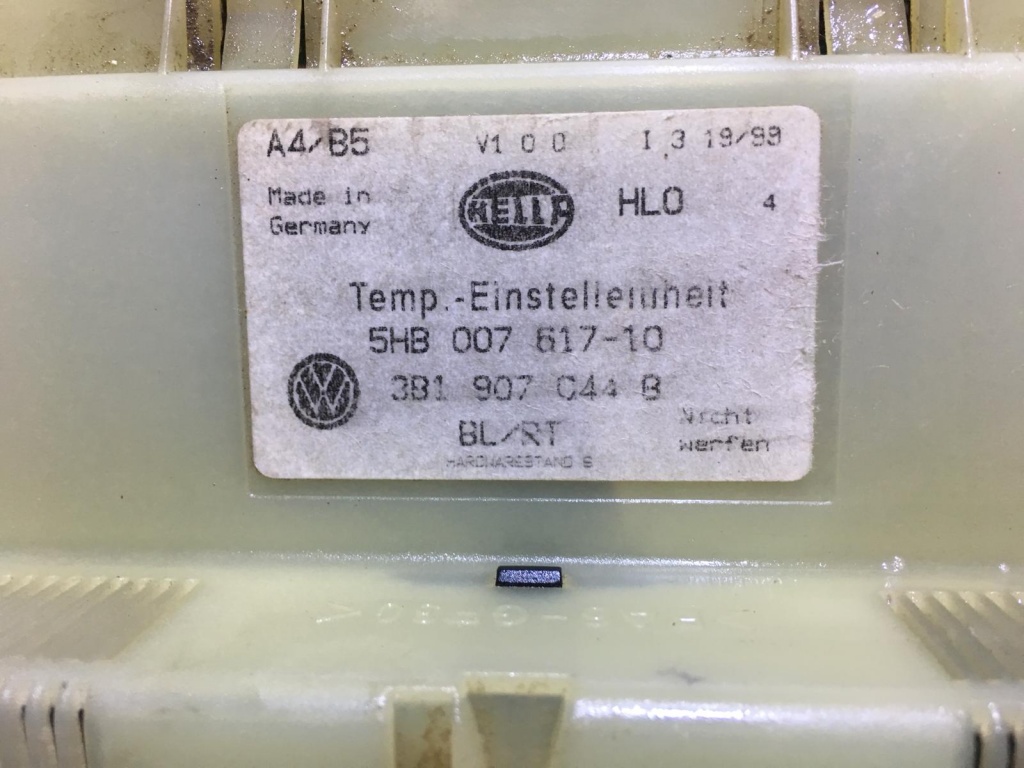 A4/B5 V1 0 0 I,3 19/99
Made in
Germany
HELLA
HLO 4
Temp.-Einstelleinheit
5HB 007 617-10
3B1 907 044 B
VW
BL/RT
Nicht
werfen
HARDWARESTAND